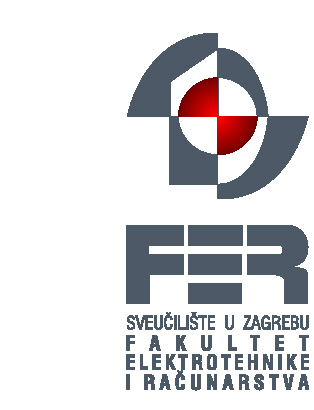 FER
SVEUČILIŠTE U ZAGREBU
FAKULTET
ELEKTROTEHNIKE
I RAČUNARSTVA